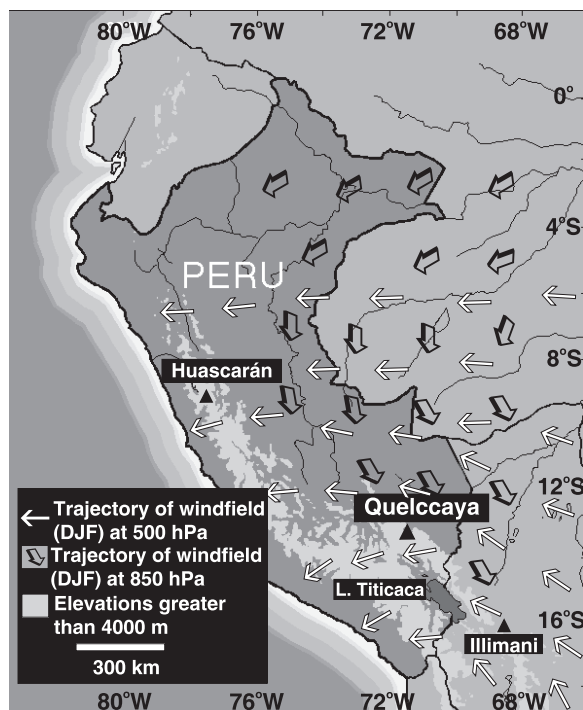 80°W 76°W 72°W 68°W
0°
4°S
PERU
8°S
Huascarán
12°S
Quelccaya
Trajectory of windfield
(DJF) at 500 hPa
Trajectory of windfield
(DJF) at 850 hPa
Elevations greater
than 4000 m
300 km
L. Titicaca
16°S
Illimani
80°W 76°W 72°W 68°W